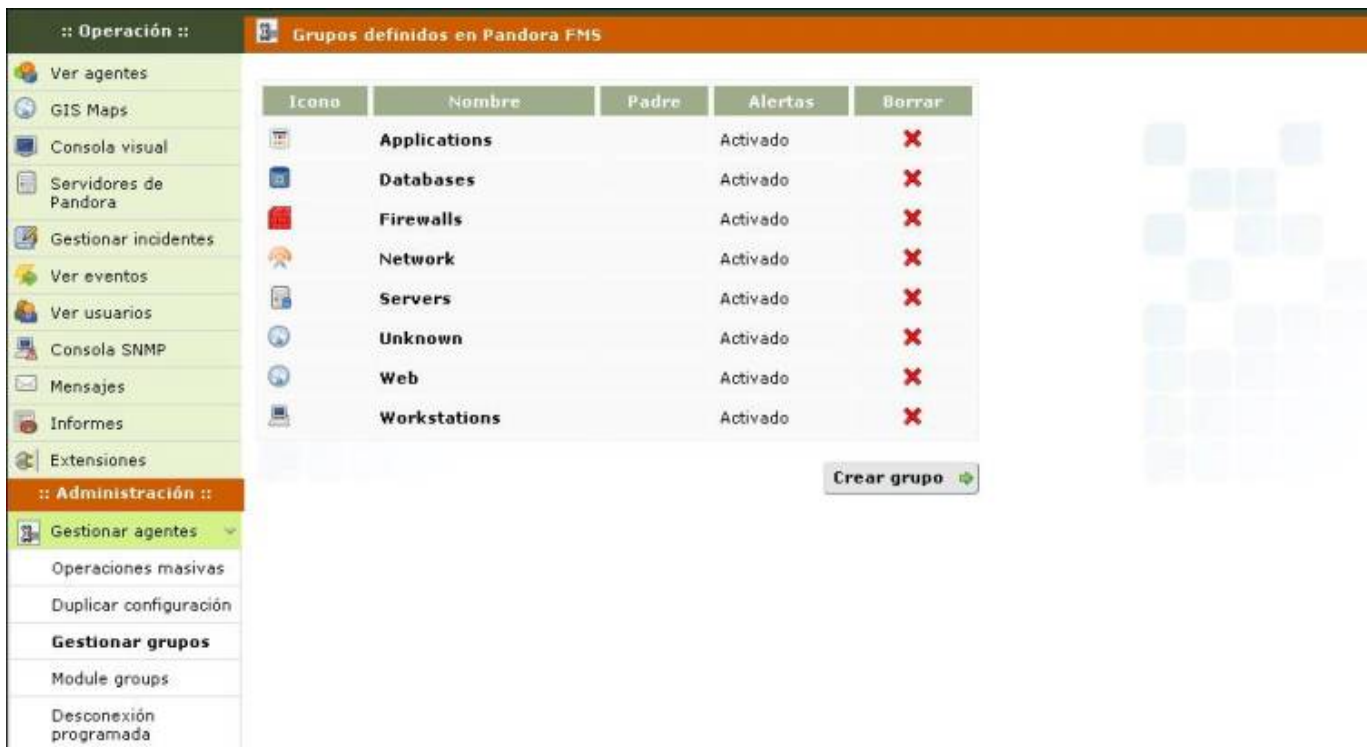 :: Operación ::
Ver agentes
GIS Maps
Consola visual
Servidores de
Pandora
Gestionar incidentes
Ver eventos
Ver usuarios
Consola SNMP
Mensajes
Informes
Extensiones
:: Administración ::
Gestionar agentes
Operaciones masivas
Duplicar configuración
Gestionar grupos
Module groups
Desconexión
programada
Grupos definidos en Pandora FMS
Icono Nombre Padre Alertas Borrar
Applications Activado
Databases Activado
Firewalls Activado
Network Activado
Servers Activado
Unknown Activado
Web Activado
Workstations Activado
Crear grupo